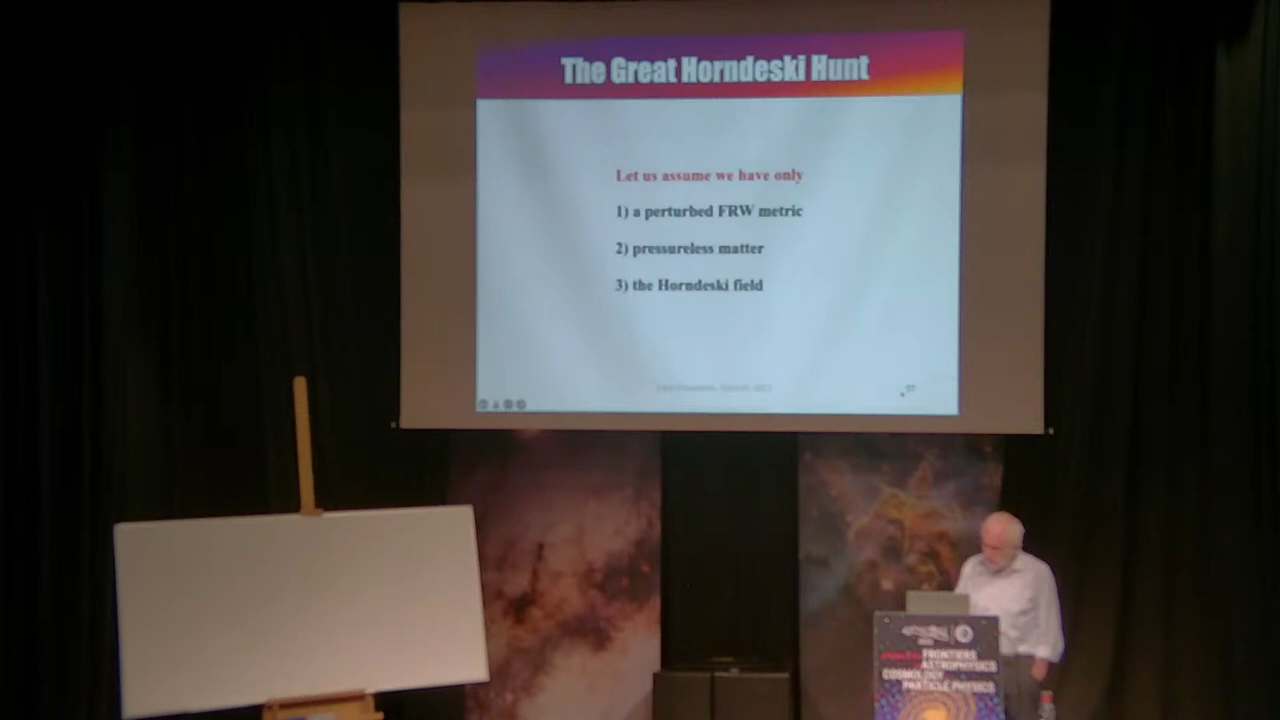 The Great Horndeski Hunt
Let us assume we have only
1) a perturbed FRW metric
2) pressureless matter
3) the Horndeski field
FRONTIERS
ASTROPHYSICS
COSMOLOGY
PARTICLE PHYSICS